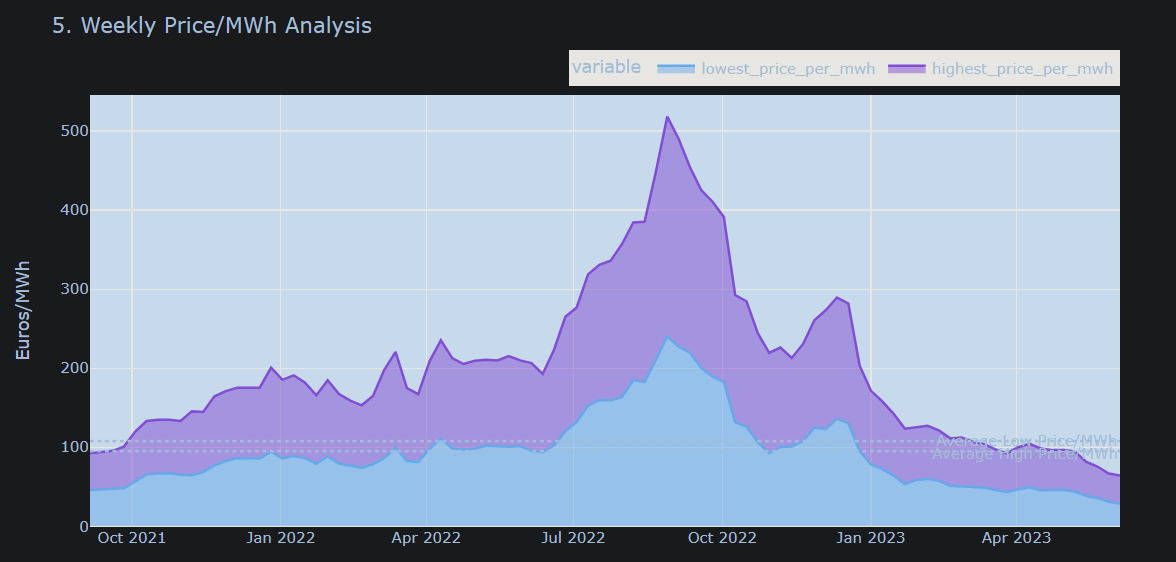 5. Weekly Price/MWh Analysis
variable lowest_price_per_mwh highest_price_per_mwh
500
400
300
200
100
0
Euros/MWh
Average Low Price/MWh
Average High Price/MWh
Oct 2021 Jan 2022 Apr 2022 Jul 2022 Oct 2022 Jan 2023 Apr 2023